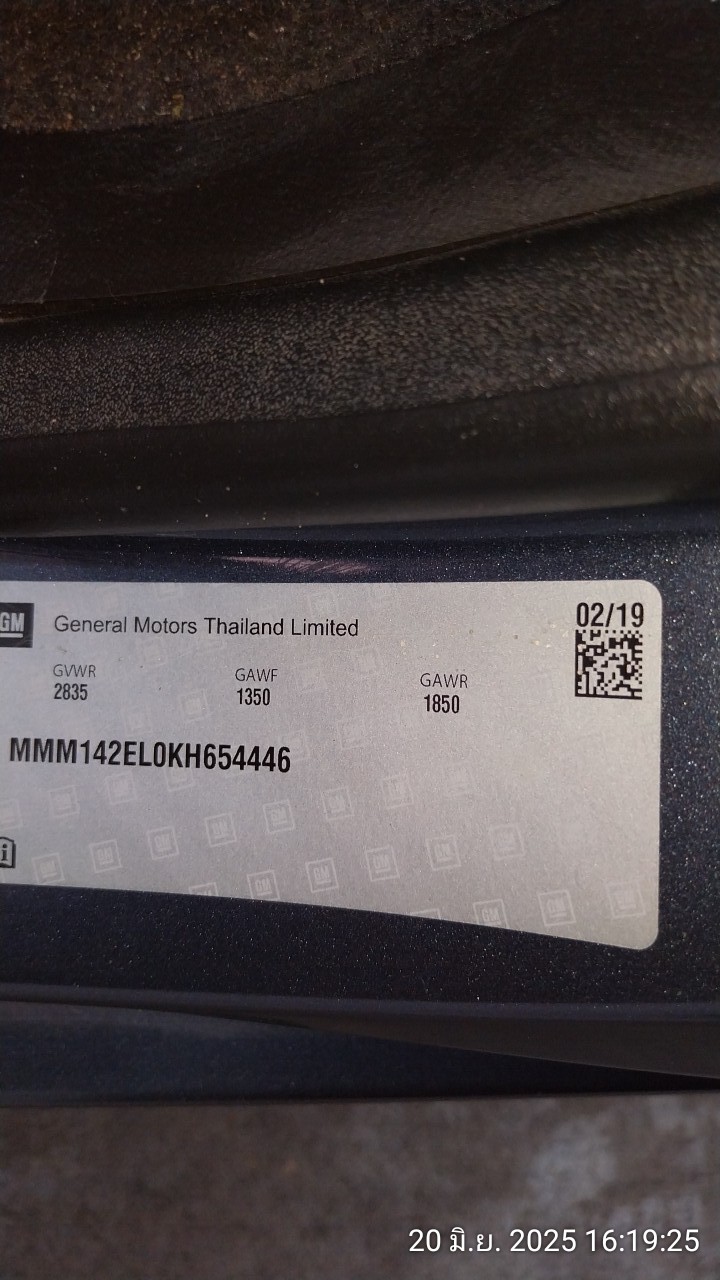 GM General Motors Thailand Limited 02/19
GVWR GAWF GAWR
2835 1350 1850
MMM142EL0KH654446
i
20 มิ.ย. 2025 16:19:25